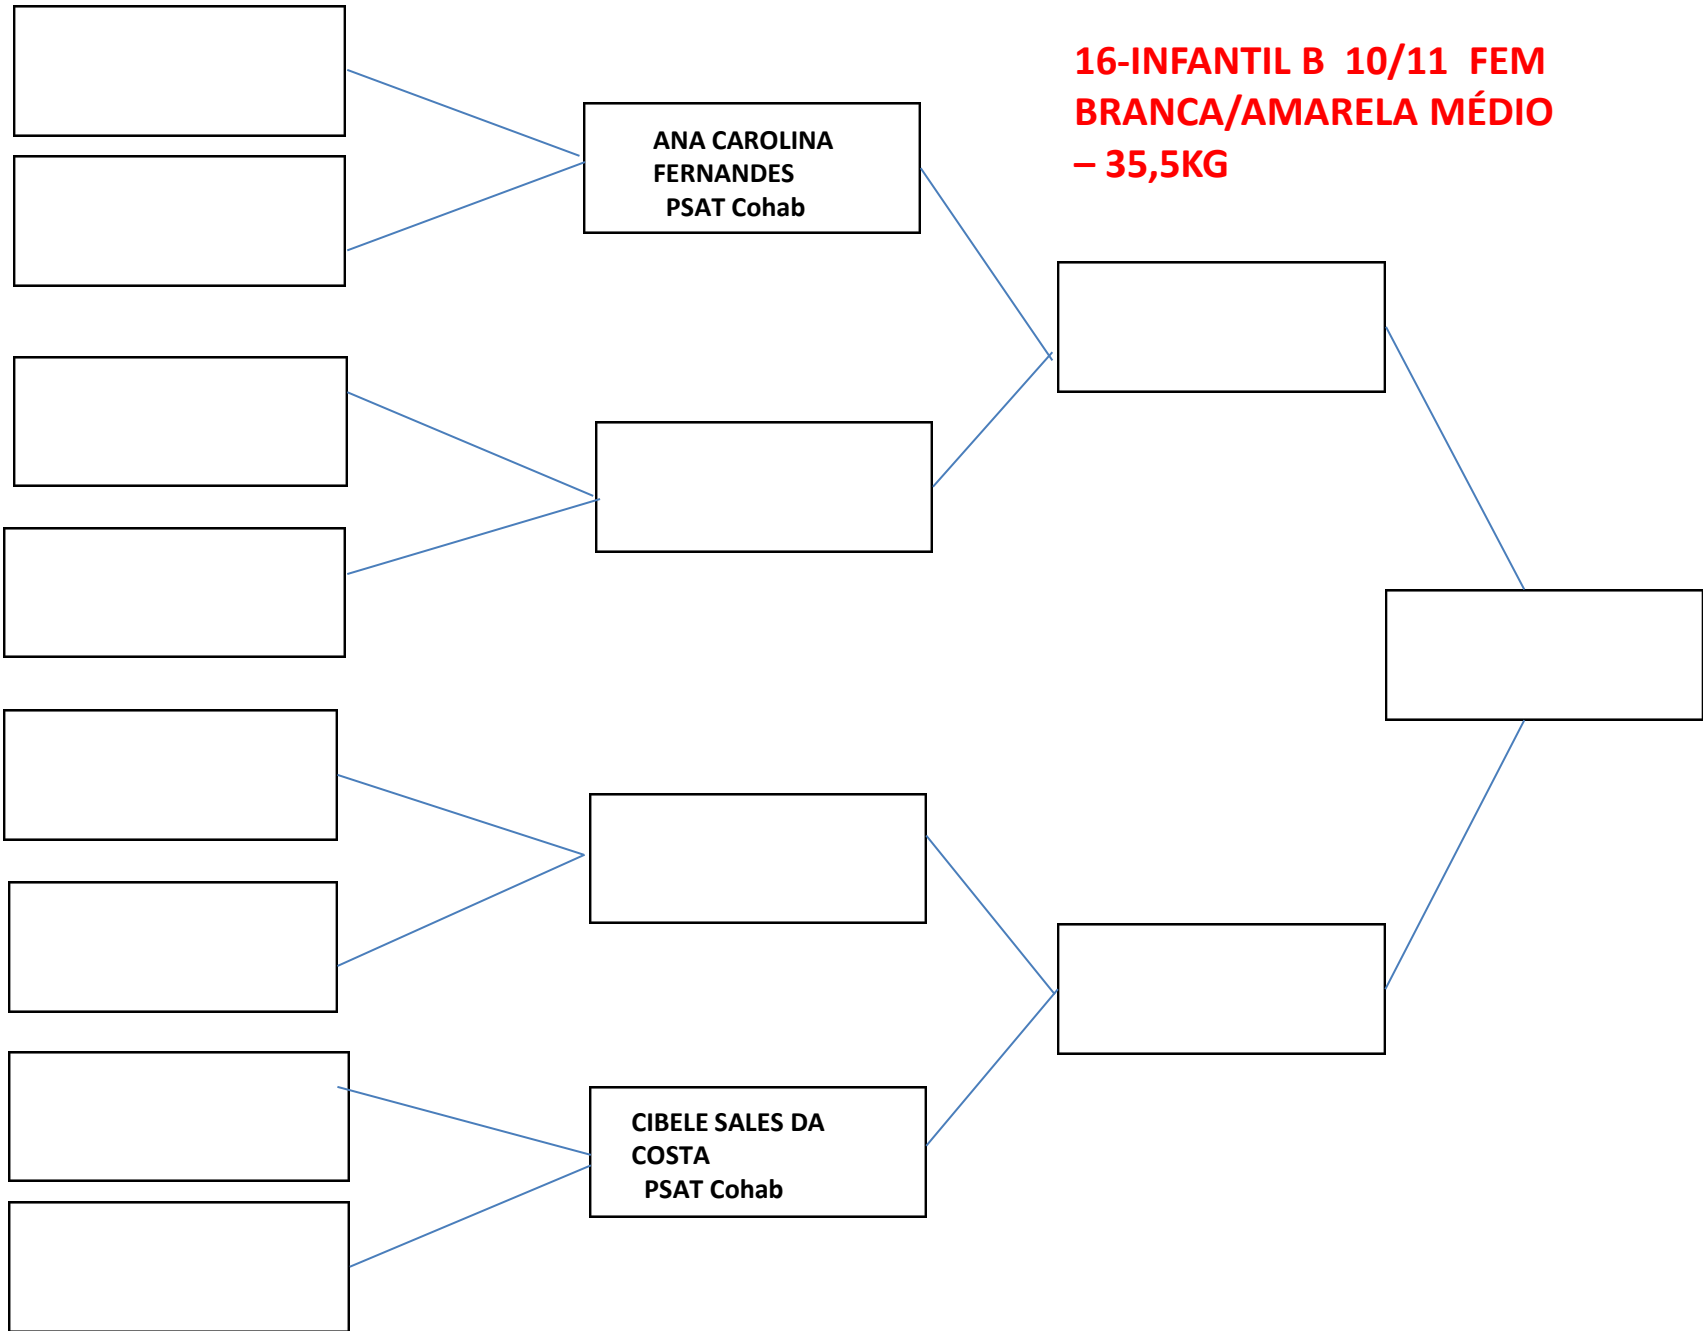 16-INFANTIL B 10/11 FEM
BRANCA/AMARELA MÉDIO
– 35,5KG
ANA CAROLINA
FERNANDES
PSAT Cohab
CIBELE SALES DA
COSTA
PSAT Cohab